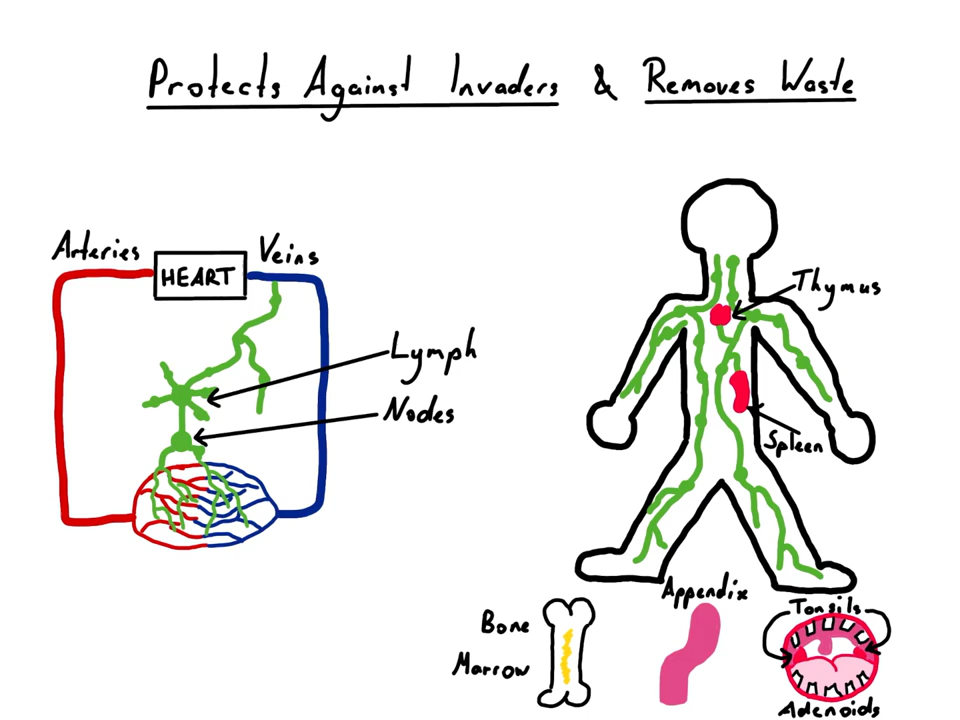 Protects Against Invaders & Removes Waste
Arteries
HEART
Veins
Lymph
Nodes
Thymus
Spleen
Bone
Marrow
Appendix
Tonsils
Adenoids